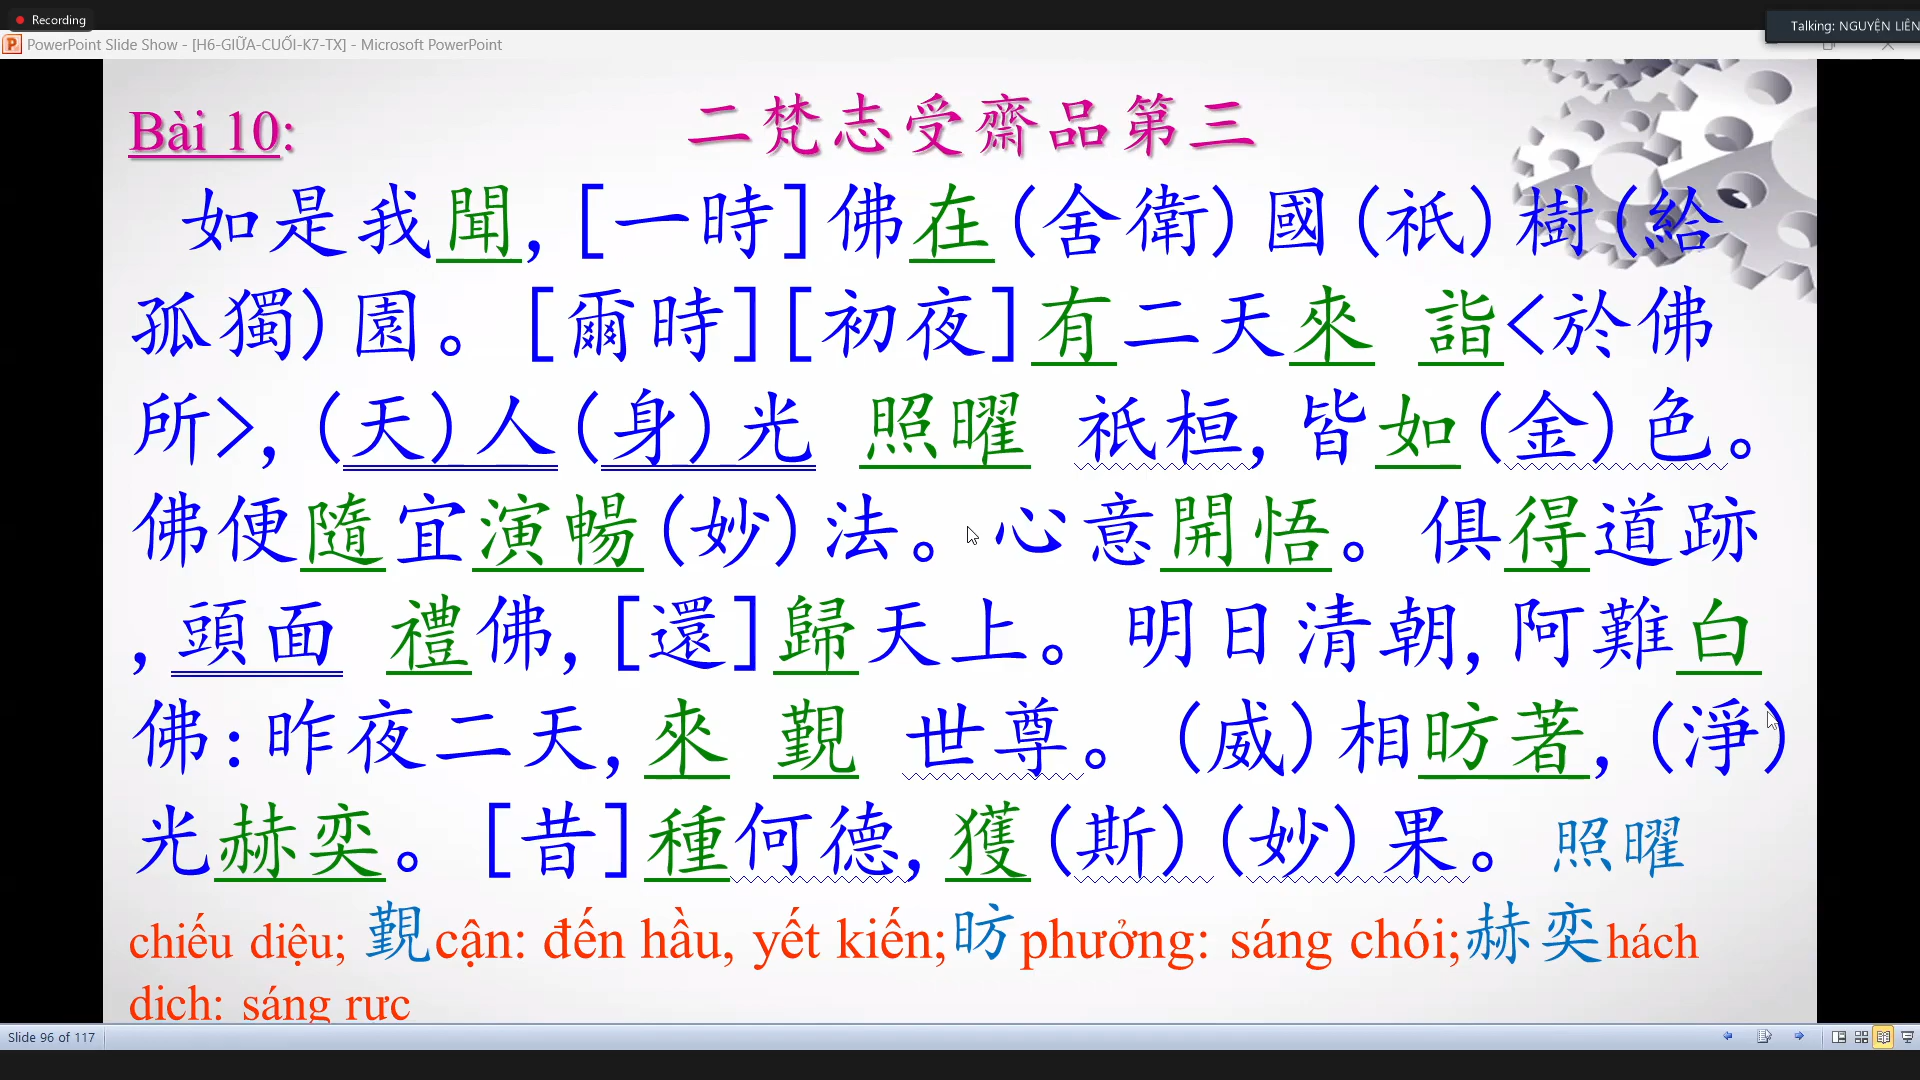 Recording
Talking: NGUYỆN LIÊN
PowerPoint Slide Show - [H6-GIỮA-CUỐI-K7-TX] - Microsoft PowerPoint
Bài 10: 二梵志受齋品第三
如是我聞,[一時]佛在(舍衛)國(祇)樹(給
孤獨)園。[爾時][初夜]有二天來 詣<於佛
所>,(天)人(身)光 照曜 祇桓,皆如(金)色。
佛便隨宜演暢(妙)法。心意開悟。俱得道跡
,頭面 禮佛,[還]歸天上。明日清朝,阿難白
佛:昨夜二天,來 覲 世尊。(威)相昉著,(淨)
光赫奕。[昔]種何德,獲(斯)(妙)果。 照曜
chiếu diệu; 覲cận: đến hầu, yết kiến;昉phưởng: sáng chói;赫奕hách
dịch: sáng rực
Slide 96 of 117